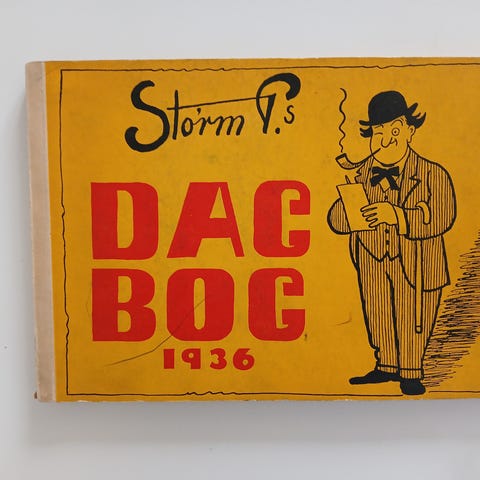 Storm P.s
DAG
BOG
1936